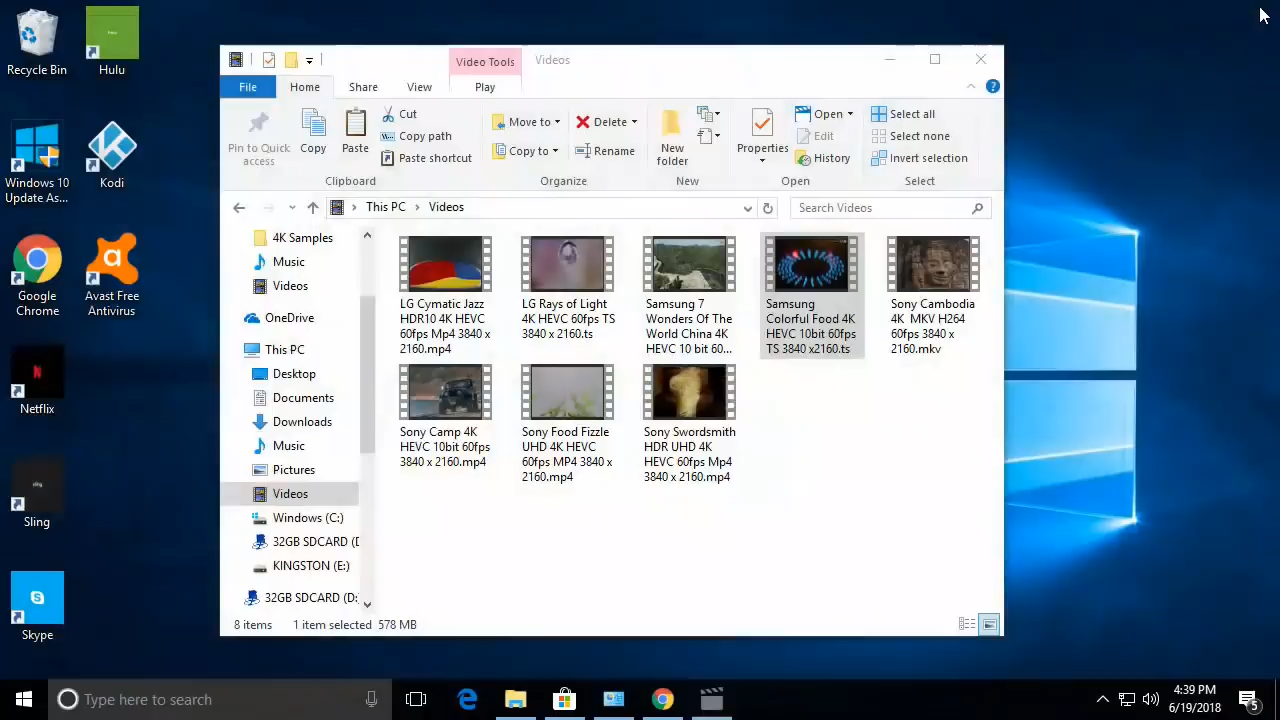 Recycle Bin
Hulu
Windows 10
Update As...
Kodi
Google
Chrome
Avast Free
Antivirus
Netflix
Sling
Skype
Video Tools
Videos
File
Home
Share
View
Play
Pin to Quick
access
Copy
Paste
Cut
Copy path
Paste shortcut
Clipboard
Move to
Copy to
Delete
Rename
Organize
New
folder
New
Properties
Open
Edit
History
Open
Select all
Select none
Invert selection
Select
This PC
Videos
Search Videos
4K Samples
Music
Videos
OneDrive
This PC
Desktop
Documents
Downloads
Music
Pictures
Videos
Windows (C:)
32GB SDCARD (D
KINGSTON (E:)
32GB SDCARD (D:
LG Cymatic Jazz
HDR10 4K HEVC
60fps Mp4 3840 x
2160.mp4
LG Rays of Light
4K HEVC 60fps TS
3840 x 2160.ts
Samsung 7
Wonders Of The
World China 4K
HEVC 10 bit 60...
Samsung
Colorful Food 4K
HEVC 10bit 60fps
TS 3840 x2160.ts
Sony Cambodia
4K MKV H264
60fps 3840 x
2160.mkv
Sony Camp 4K
HEVC 10bit 60fps
3840 x 2160.mp4
Sony Food Fizzle
UHD 4K HEVC
60fps MP4 3840 x
2160.mp4
Sony Swordsmith
HDR UHD 4K
HEVC 60fps Mp4
3840 x 2160.mp4
8 items
1 item selected 578 MB
Type here to search
4:39 PM
6/19/2018
5